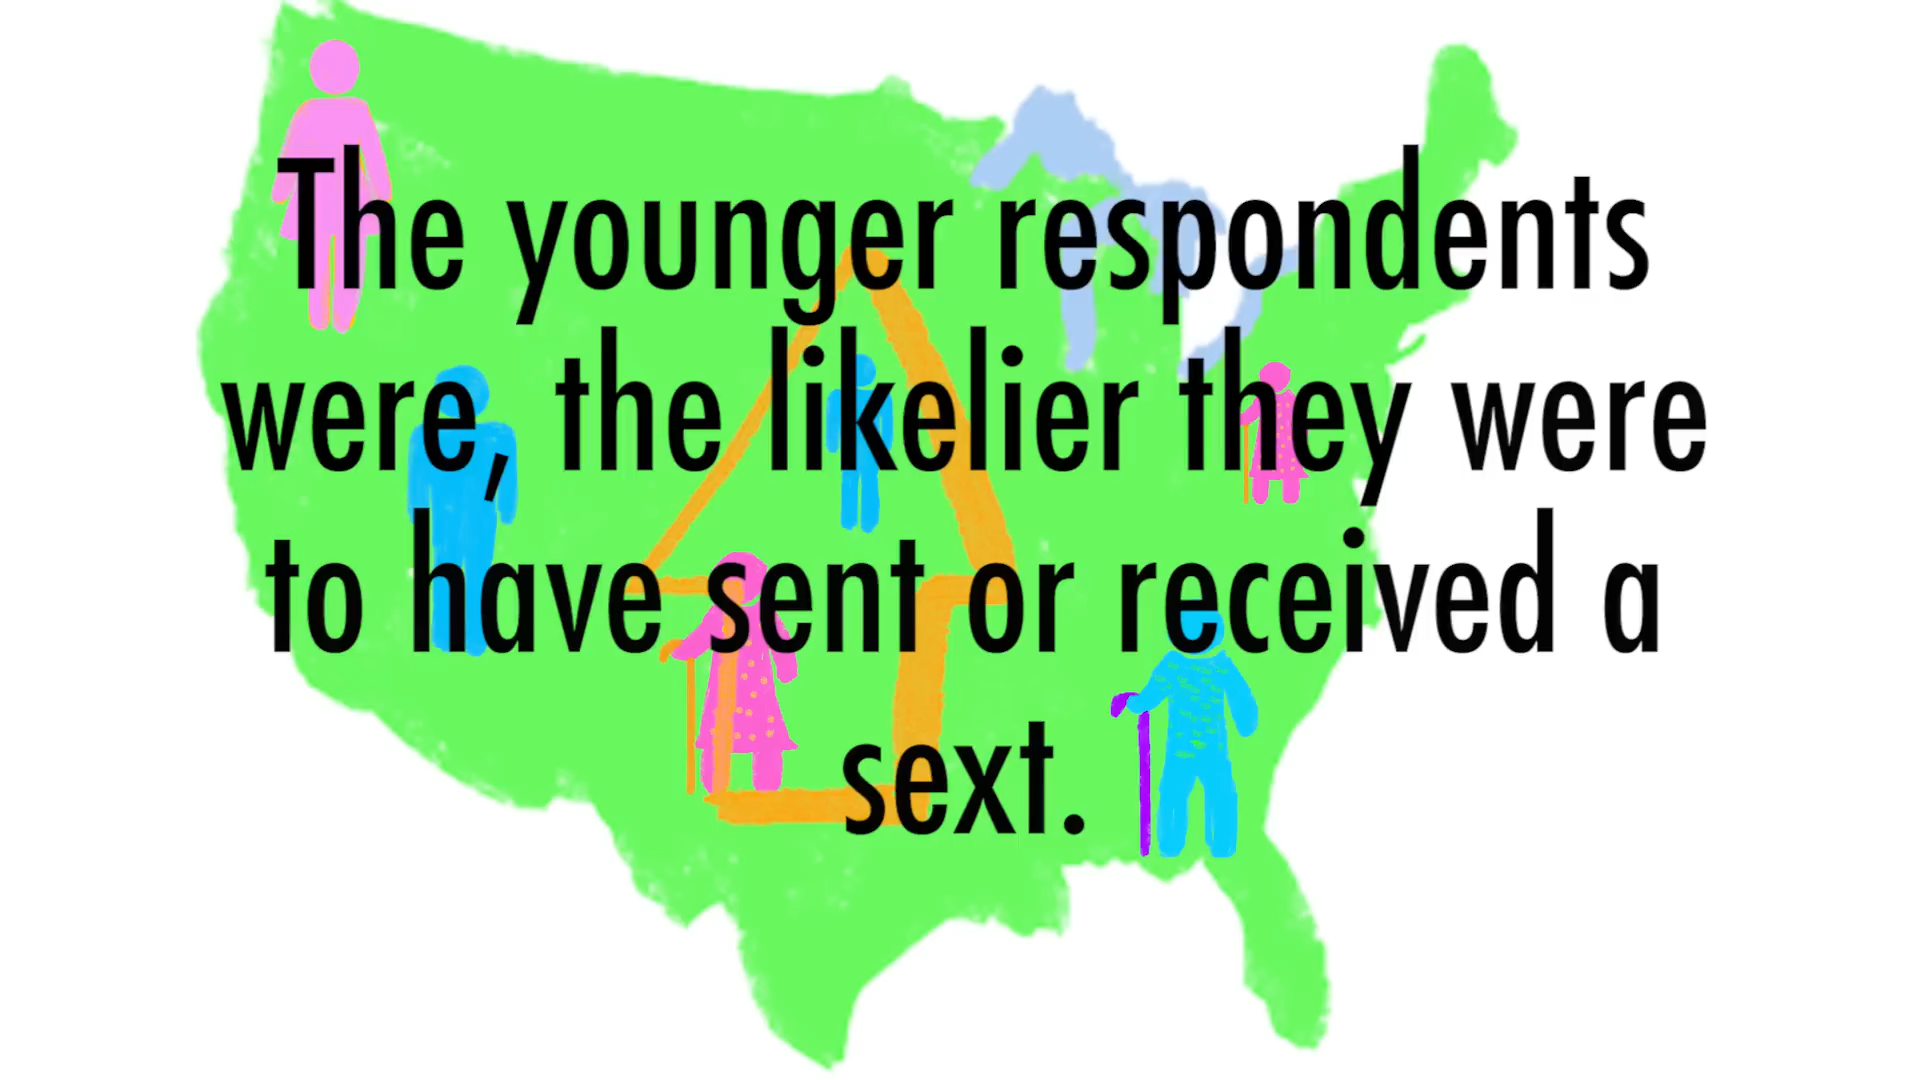 The younger respondents
were, the likelier they were
to have sent or received a
sext.